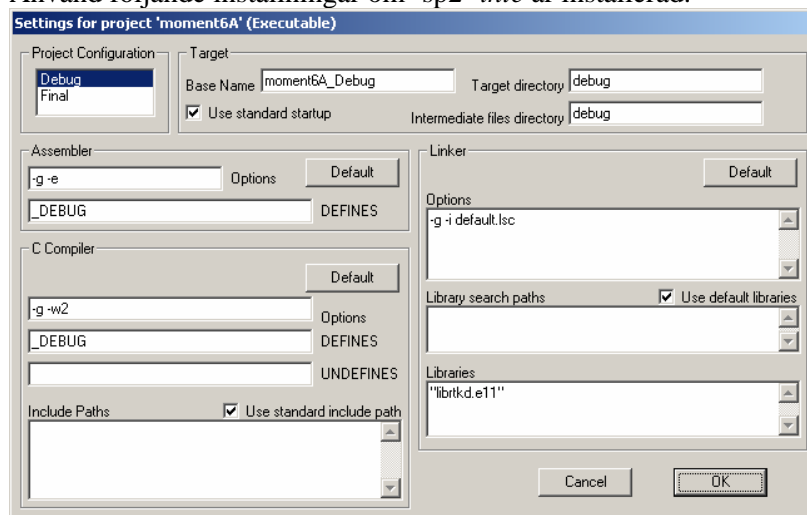 Använd följande inställningar om "sp2" inte är installerad:
Settings for project 'moment6A' (Executable)
Project Configuration
Debug
Final
Target
Base Name moment6A_Debug
Target directory debug
Use standard startup
Intermediate files directory debug
Assembler
-g -e Options Default
_DEBUG DEFINES
C Compiler
Default
-g -w2 Options
_DEBUG DEFINES
UNDEFINES
Include Paths Use standard include path
Linker
Default
Options
-g -i default.lsc
Library search paths Use default libraries
Libraries
"librtkd.e11"
Cancel OK